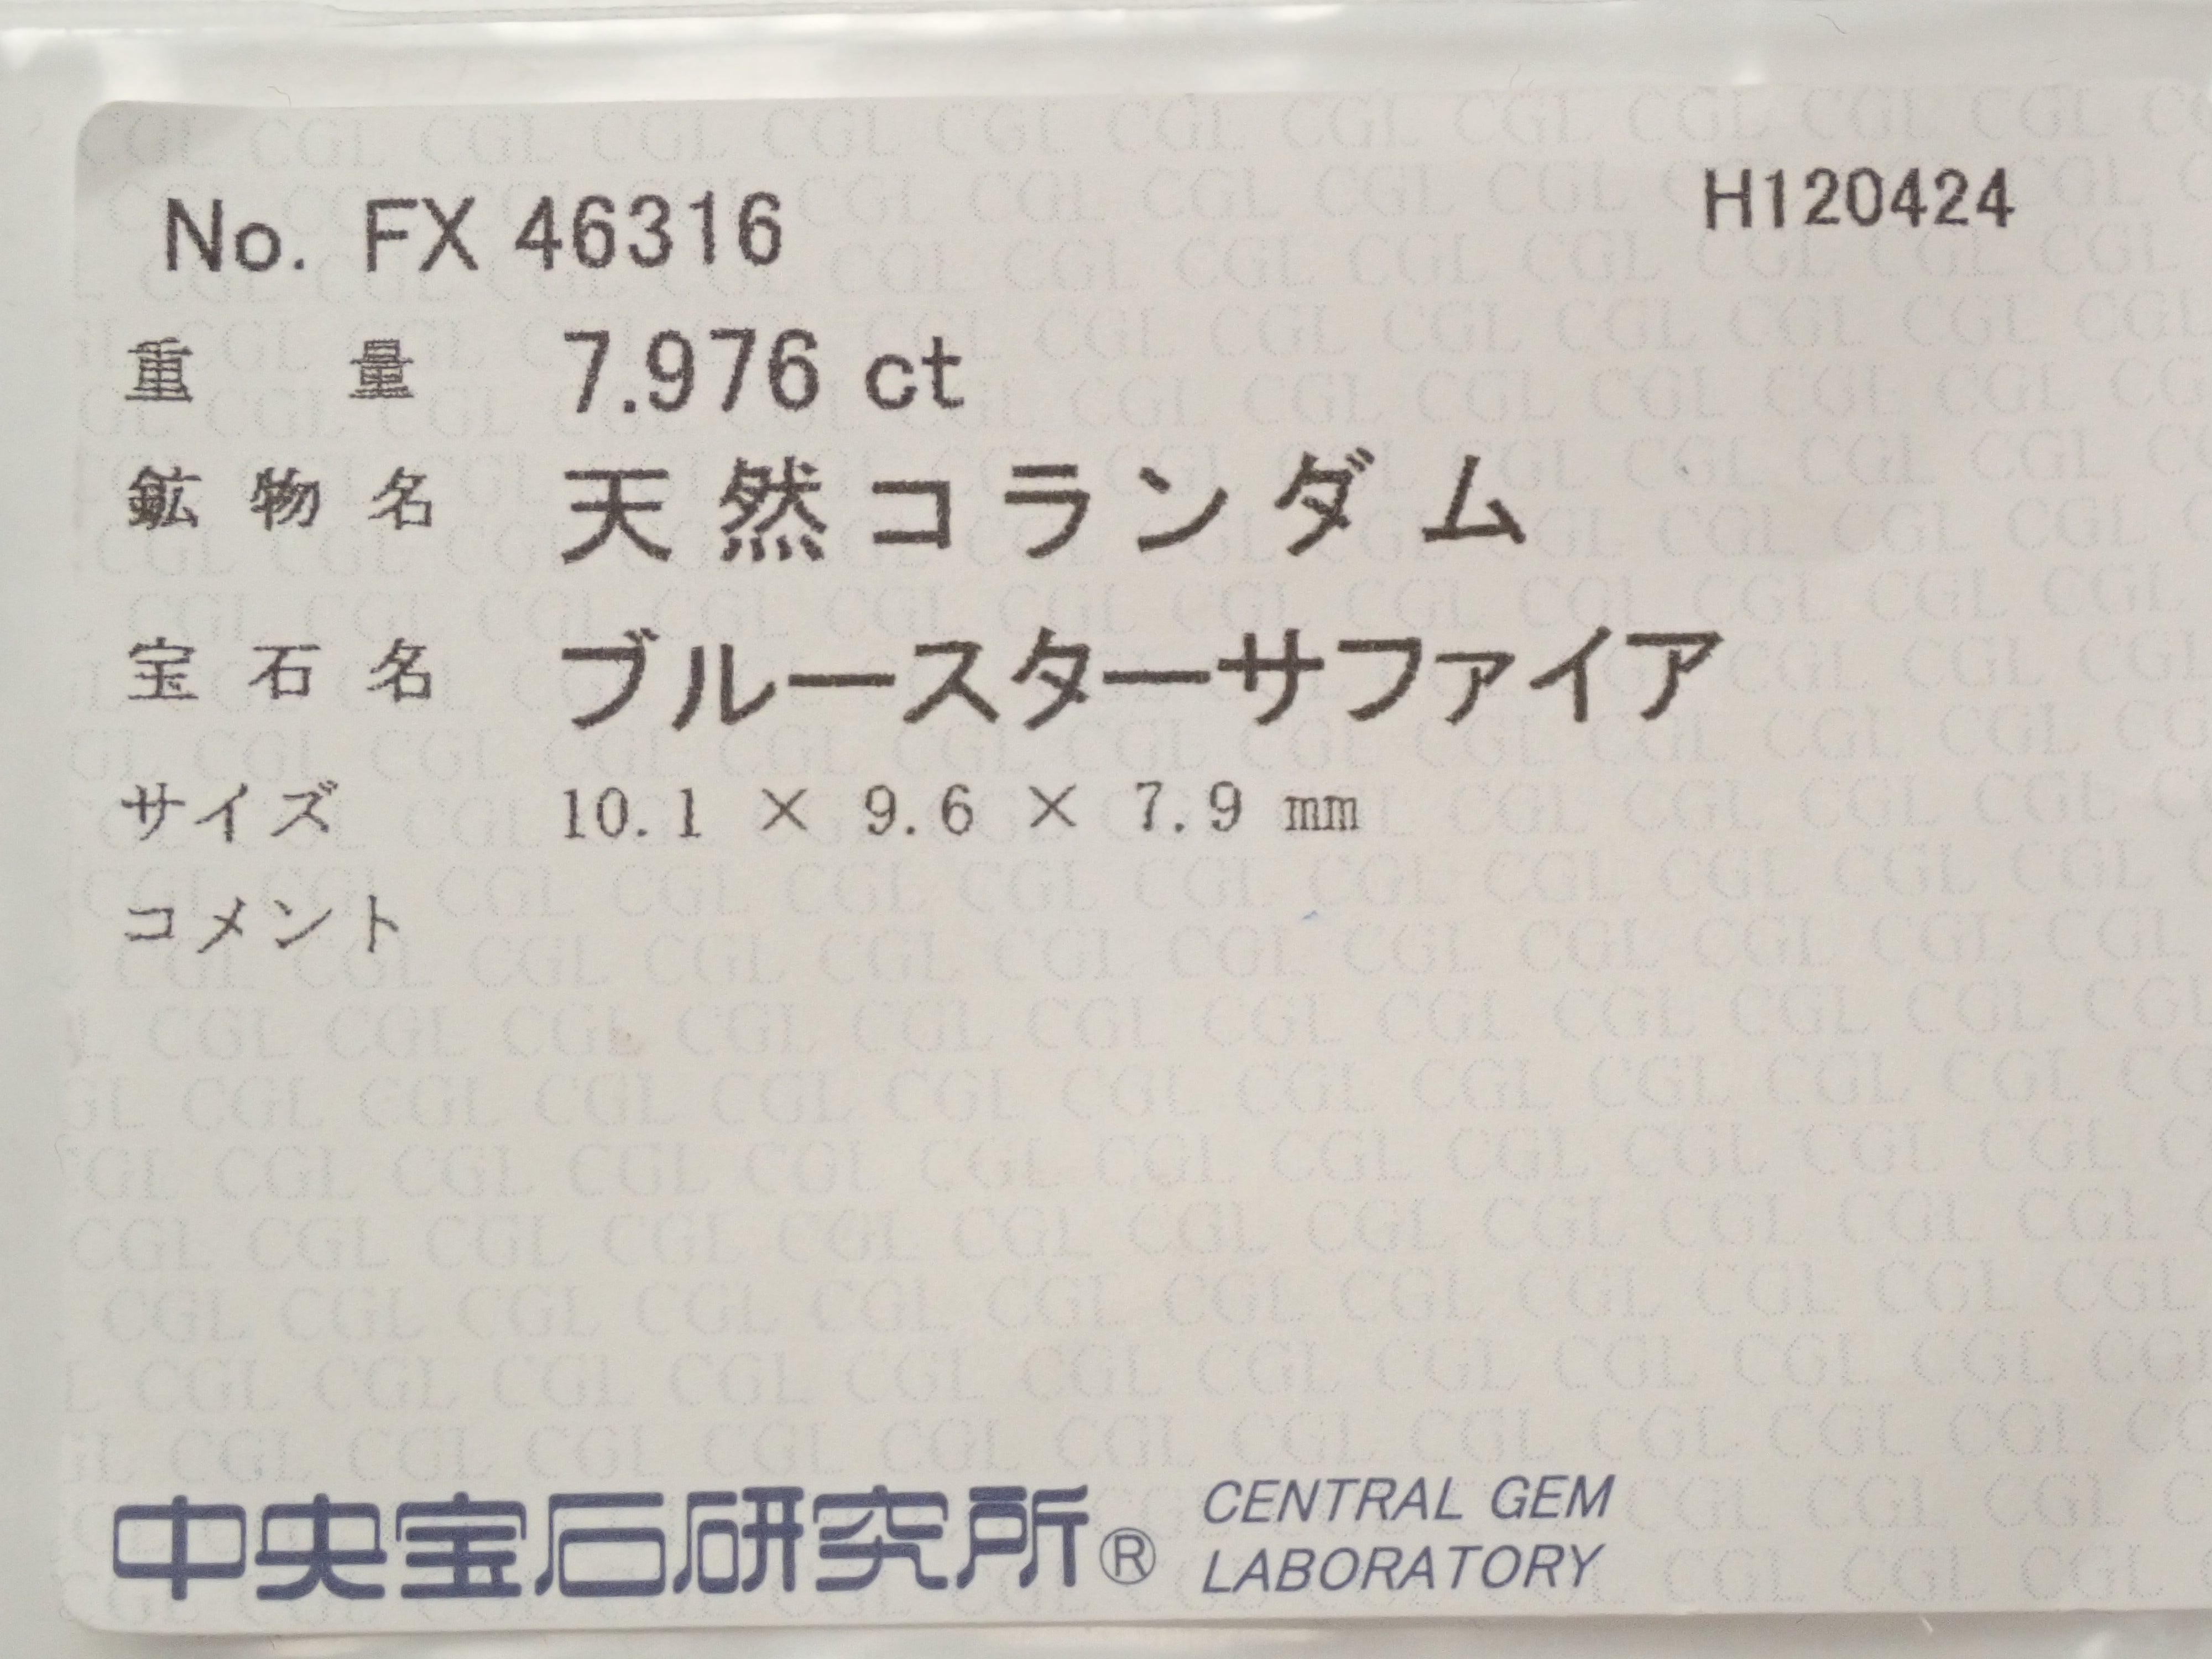 No. FX 46316 H120424
重量 7.976 ct
鉱物名 天然コランダム
宝石名 ブルースターサファイア
サイズ 10.1 × 9.6 × 7.9 mm
コメント
中央宝石研究所® CENTRAL GEM
LABORATORY